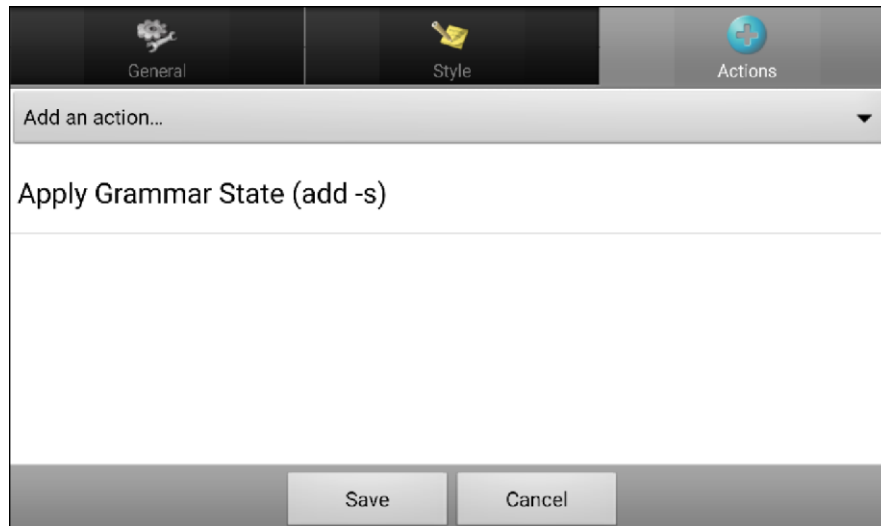 General Style Actions
Add an action...
Apply Grammar State (add -s)
Save Cancel